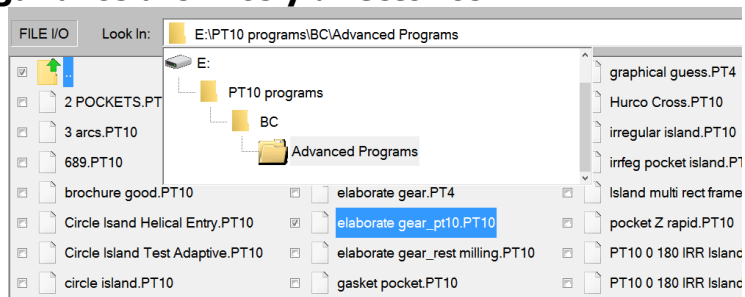 FILE I/O Look In: E:\PT10 programs\BC\Advanced Programs
..
E:
PT10 programs
BC
Advanced Programs
2 POCKETS.PT
3 arcs.PT10
689.PT10
brochure good.PT10
Circle Isand Helical Entry.PT10
Circle Island Test Adaptive.PT10
circle island.PT10
elaborate gear.PT4
elaborate gear_pt10.PT10
elaborate gear_rest milling.PT10
gasket pocket.PT10
graphical guess.PT4
Hurco Cross.PT10
irregular island.PT10
irrfeg pocket island.PT
Island multi rect frame
pocket Z rapid.PT10
PT10 0 180 IRR Island
PT10 0 180 IRR Island